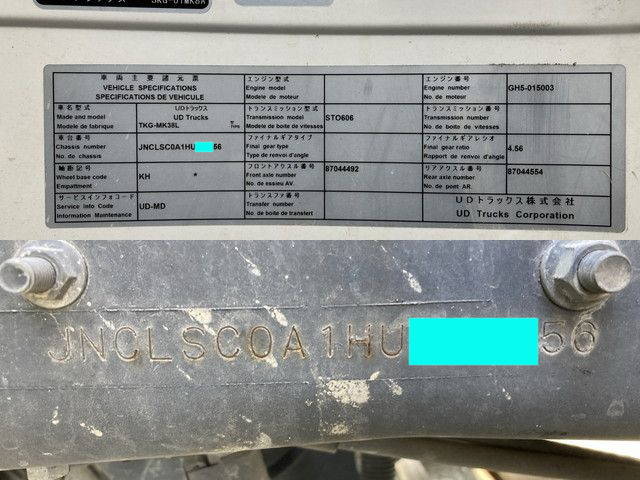 SKG-01MK8A
車両主要諸元票
VEHICLE SPECIFICATIONS
SPECIFICATIONS DE VEHICULE
エンジン型式
Engine model
Modele de moteur
エンジン番号
Engine number
No. de moteur
GH5-015003
車名型式
Made and model
Modele de fabrique
UDトラックス
UD Trucks
TKG-MK38L
トランスミッション型式
Transmission model
Modele de boite de vitesses
STO606
トランスミッション番号
Transmission number
No. de boite de vitesses
車台番号
Chassis number
No. du chassis
JNCLSC0A1HU 56
ファイナルギアタイプ
Final gear type
Type de renvoi d'angle
ファイナルギアレシオ
Final gear ratio
Rapport de renvoi d'angle
4.56
軸距記号
Wheel base code
Empattment
KH *
フロントアクスル番号
Front axle number
No. de essieu AV.
87044492
リアアクスル番号
Rear axle number
No. de pont AR.
87044554
サービスインフォコード
Service info Code
Information Maintenance
UD-MD
トランスファ番号
Transfer number
No. de boite de transfert
UDトラックス株式会社
UD Trucks Corporation
JNCLSC0A1HU 56